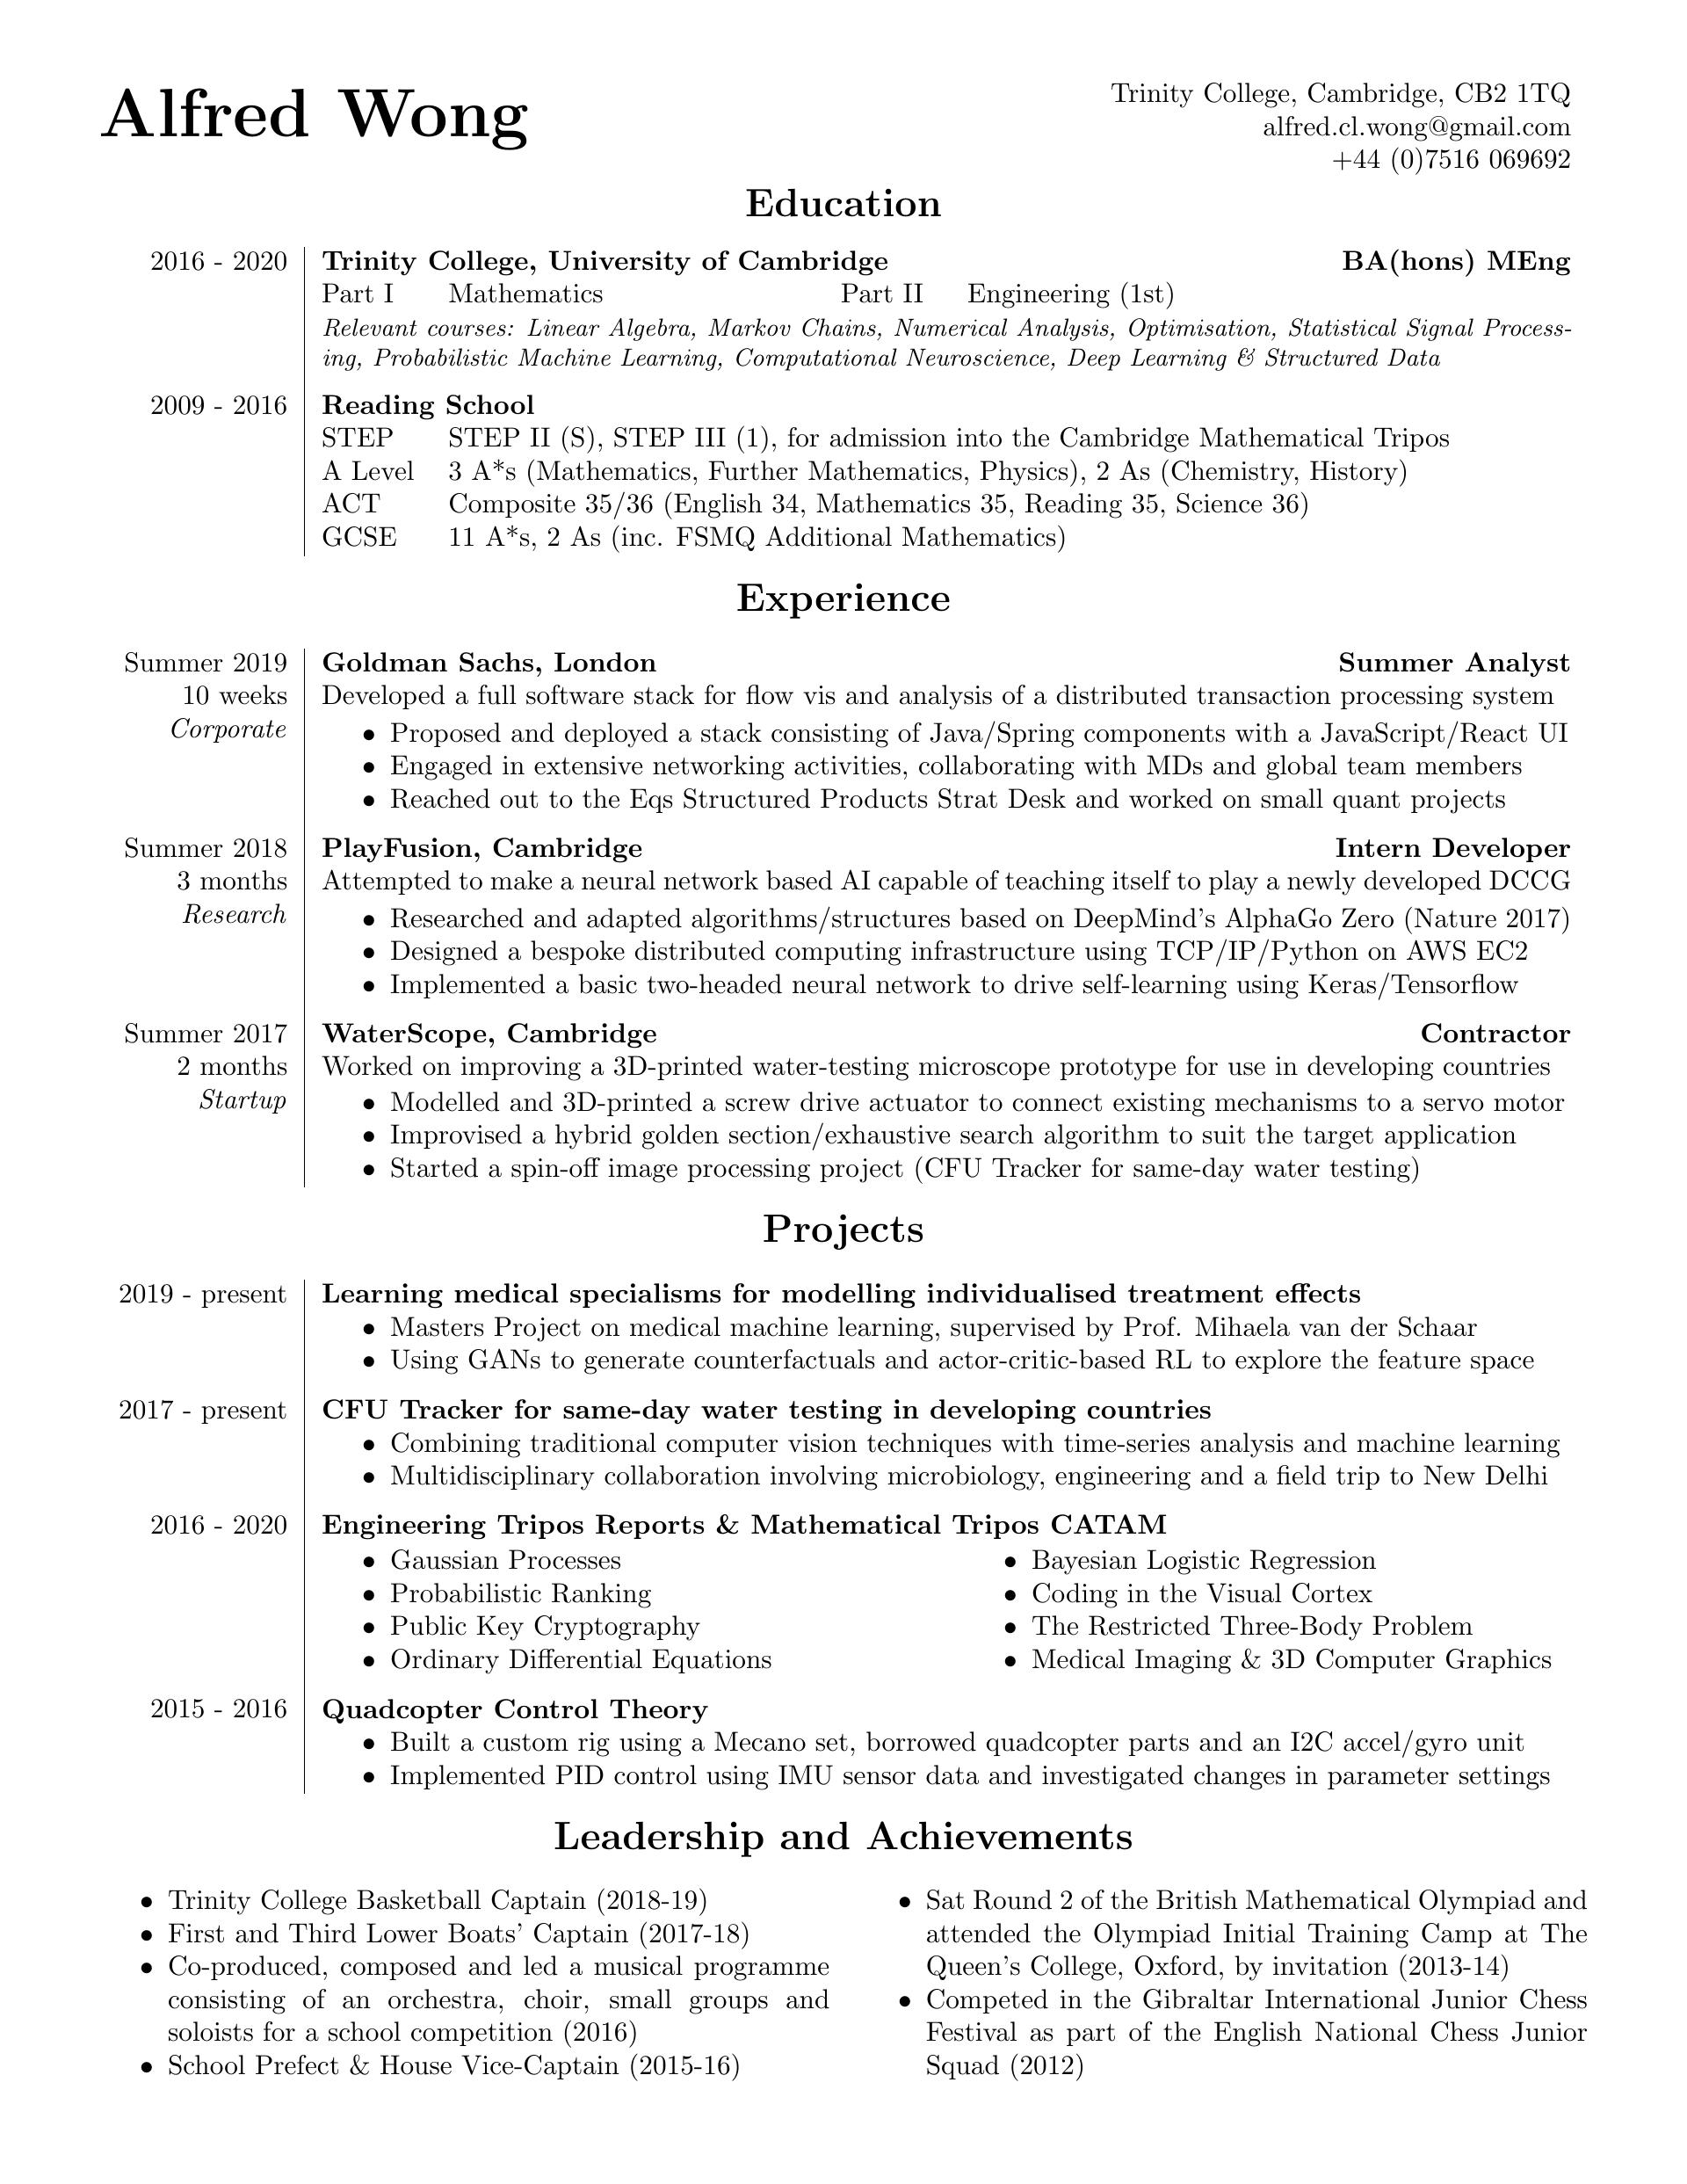 Alfred Wong
Trinity College, Cambridge, CB2 1TQ
alfred.cl.wong@gmail.com
+44 (0)7516 069692
Education
2016 - 2020 Trinity College, University of Cambridge BA(hons) MEng
Part I Mathematics Part II Engineering (1st)
Relevant courses: Linear Algebra, Markov Chains, Numerical Analysis, Optimisation, Statistical Signal Process-
ing, Probabilistic Machine Learning, Computational Neuroscience, Deep Learning & Structured Data
2009 - 2016 Reading School
STEP STEP II (S), STEP III (1), for admission into the Cambridge Mathematical Tripos
A Level 3 A*s (Mathematics, Further Mathematics, Physics), 2 As (Chemistry, History)
ACT Composite 35/36 (English 34, Mathematics 35, Reading 35, Science 36)
GCSE 11 A*s, 2 As (inc. FSMQ Additional Mathematics)
Experience
Summer 2019 Goldman Sachs, London Summer Analyst
10 weeks Developed a full software stack for flow vis and analysis of a distributed transaction processing system
Corporate • Proposed and deployed a stack consisting of Java/Spring components with a JavaScript/React UI
• Engaged in extensive networking activities, collaborating with MDs and global team members
• Reached out to the Eqs Structured Products Strat Desk and worked on small quant projects
Summer 2018 PlayFusion, Cambridge Intern Developer
3 months Attempted to make a neural network based AI capable of teaching itself to play a newly developed DCCG
Research • Researched and adapted algorithms/structures based on DeepMind's AlphaGo Zero (Nature 2017)
• Designed a bespoke distributed computing infrastructure using TCP/IP/Python on AWS EC2
• Implemented a basic two-headed neural network to drive self-learning using Keras/Tensorflow
Summer 2017 WaterScope, Cambridge Contractor
2 months Worked on improving a 3D-printed water-testing microscope prototype for use in developing countries
Startup • Modelled and 3D-printed a screw drive actuator to connect existing mechanisms to a servo motor
• Improvised a hybrid golden section/exhaustive search algorithm to suit the target application
• Started a spin-off image processing project (CFU Tracker for same-day water testing)
Projects
2019 - present Learning medical specialisms for modelling individualised treatment effects
• Masters Project on medical machine learning, supervised by Prof. Mihaela van der Schaar
• Using GANs to generate counterfactuals and actor-critic-based RL to explore the feature space
2017 - present CFU Tracker for same-day water testing in developing countries
• Combining traditional computer vision techniques with time-series analysis and machine learning
• Multidisciplinary collaboration involving microbiology, engineering and a field trip to New Delhi
2016 - 2020 Engineering Tripos Reports & Mathematical Tripos CATAM
• Gaussian Processes • Bayesian Logistic Regression
• Probabilistic Ranking • Coding in the Visual Cortex
• Public Key Cryptography • The Restricted Three-Body Problem
• Ordinary Differential Equations • Medical Imaging & 3D Computer Graphics
2015 - 2016 Quadcopter Control Theory
• Built a custom rig using a Mecano set, borrowed quadcopter parts and an I2C accel/gyro unit
• Implemented PID control using IMU sensor data and investigated changes in parameter settings
Leadership and Achievements
• Trinity College Basketball Captain (2018-19)
• First and Third Lower Boats' Captain (2017-18)
• Co-produced, composed and led a musical programme
consisting of an orchestra, choir, small groups and
soloists for a school competition (2016)
• School Prefect & House Vice-Captain (2015-16)
• Sat Round 2 of the British Mathematical Olympiad and
attended the Olympiad Initial Training Camp at The
Queen's College, Oxford, by invitation (2013-14)
• Competed in the Gibraltar International Junior Chess
Festival as part of the English National Chess Junior
Squad (2012)